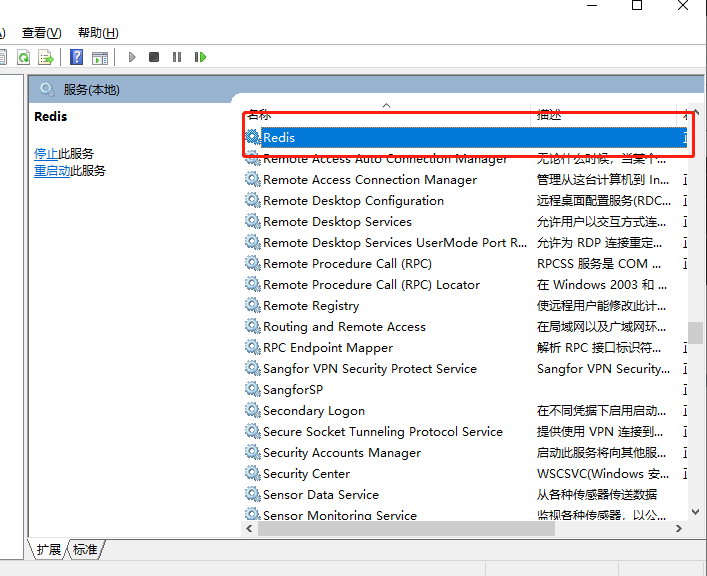 查看(V) 帮助(H)
服务(本地)
Redis
停止此服务
重启动此服务
名称 描述
Redis
Remote Access Auto Connection Manager 无论什么时候，当某个...
Remote Access Connection Manager 管理从这台计算机到 In...
Remote Desktop Configuration 远程桌面配置服务(RDC...
Remote Desktop Services 允许用户以交互方式连...
Remote Desktop Services UserMode Port R... 允许为 RDP 连接重定...
Remote Procedure Call (RPC) RPCSS 服务是 COM ...
Remote Procedure Call (RPC) Locator 在 Windows 2003 和 ...
Remote Registry 使远程用户能修改此计...
Routing and Remote Access 在局域网以及广域网环...
RPC Endpoint Mapper 解析 RPC 接口标识符...
Sangfor VPN Security Protect Service Sangfor VPN Security...
SangforSP
Secondary Logon 在不同凭据下启用启动...
Secure Socket Tunneling Protocol Service 提供使用 VPN 连接到...
Security Accounts Manager 启动此服务将向其他服...
Security Center WSCSVC(Windows 安...
Sensor Data Service 从各种传感器传送数据
Sensor Monitoring Service 监视各种传感器，以公...
扩展 标准